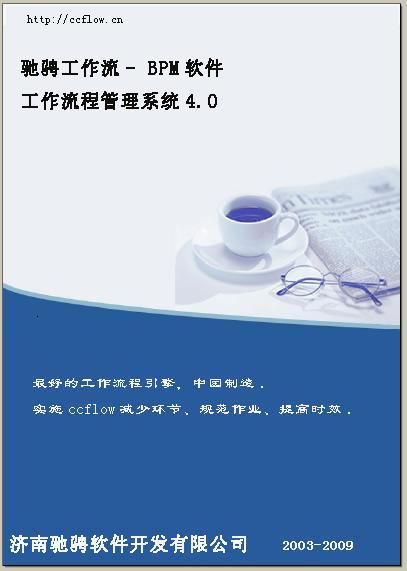 http://ccflow.cn
驰骋工作流- BPM软件
工作流程管理系统4.0
Times
最好的工作流程引擎，中国制造.
实施ccflow减少环节、规范作业、提高时效.
济南驰骋软件开发有限公司 2003-2009